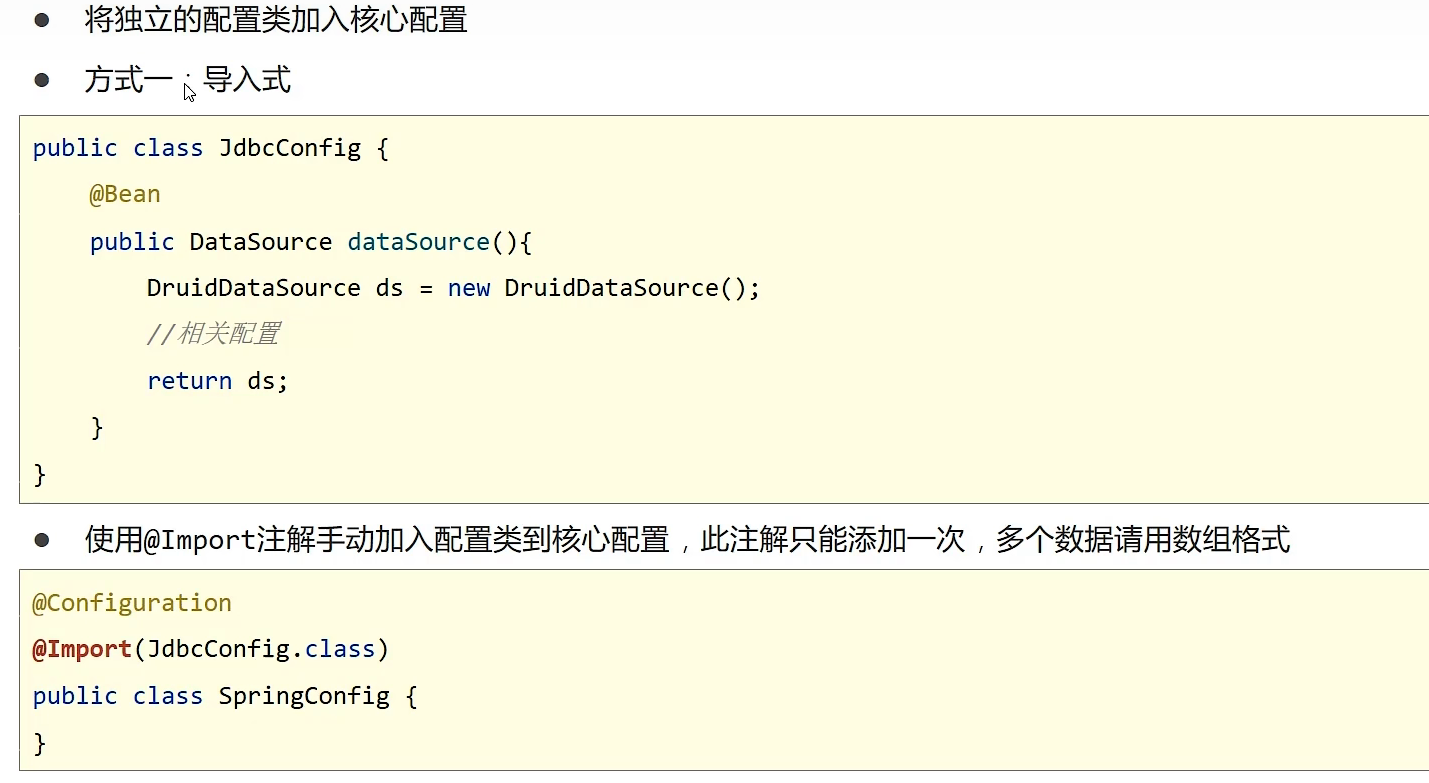 将独立的配置类加入核心配置
方式一：导入式
public class JdbcConfig {
@Bean
public DataSource dataSource(){
DruidDataSource ds = new DruidDataSource();
//相关配置
return ds;
}
}
使用@Import注解手动加入配置类到核心配置，此注解只能添加一次，多个数据请用数组格式
@Configuration
@Import(JdbcConfig.class)
public class SpringConfig {
}